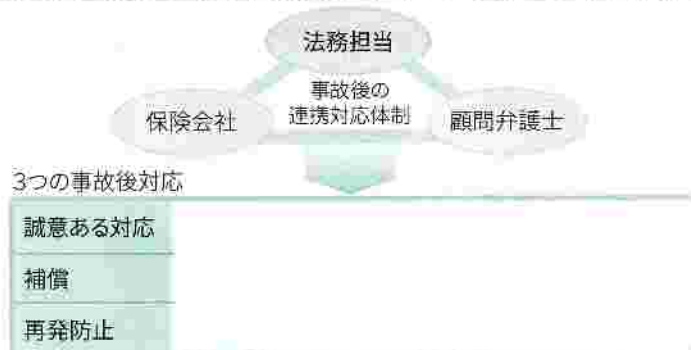 法務担当
事故後の
連携対応体制
保険会社
顧問弁護士
3つの事故後対応
誠意ある対応
補償
再発防止